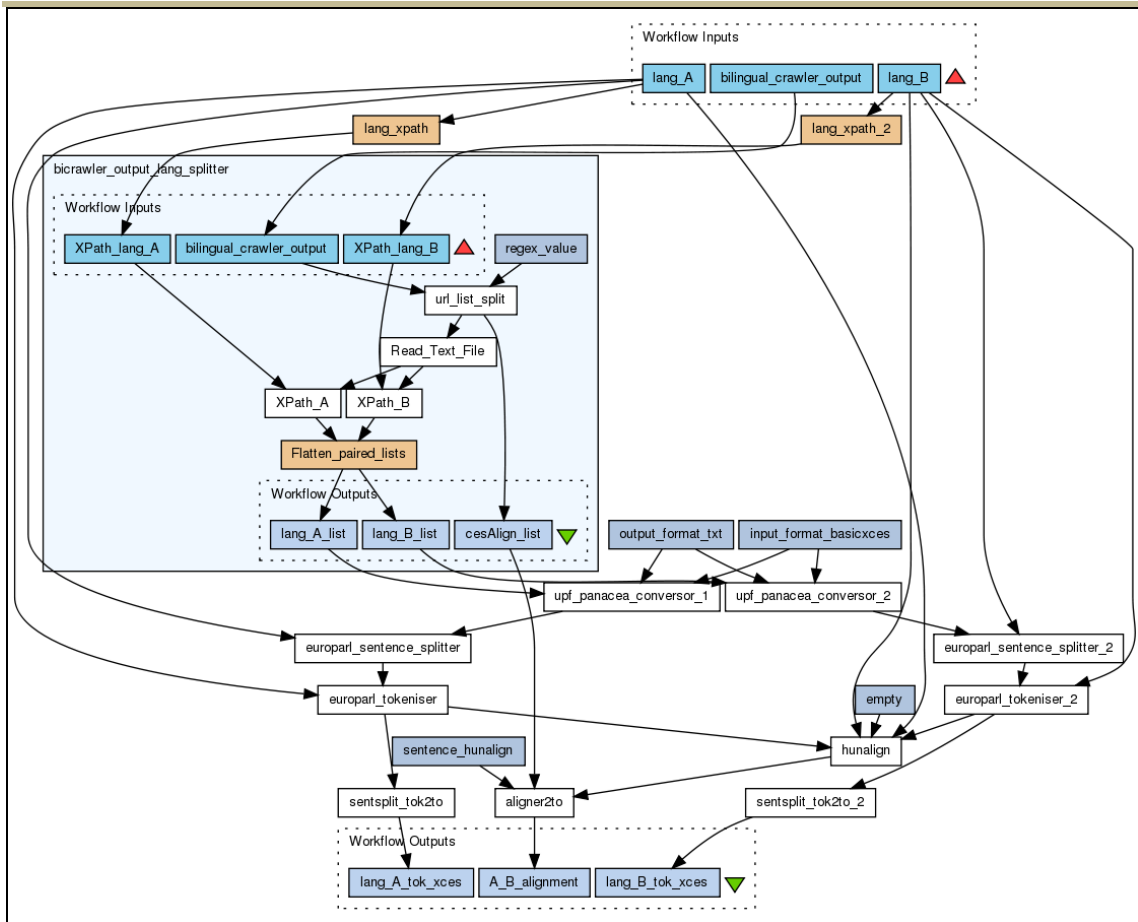 Workflow Inputs
lang_A
bilingual_crawler_output
lang_B
lang_xpath
lang_xpath_2
bicrawler_output_lang_splitter
Workflow Inputs
XPath_lang_A
bilingual_crawler_output
XPath_lang_B
regex_value
url_list_split
Read_Text_File
XPath_A
XPath_B
Flatten_paired_lists
Workflow Outputs
lang_A_list
lang_B_list
cesAlign_list
output_format_txt
input_format_basicxces
upf_panacea_conversor_1
upf_panacea_conversor_2
europarl_sentence_splitter
europarl_sentence_splitter_2
europarl_tokeniser
empty
europarl_tokeniser_2
sentence_hunalign
hunalign
sentsplit_tok2to
aligner2to
sentsplit_tok2to_2
Workflow Outputs
lang_A_tok_xces
A_B_alignment
lang_B_tok_xces